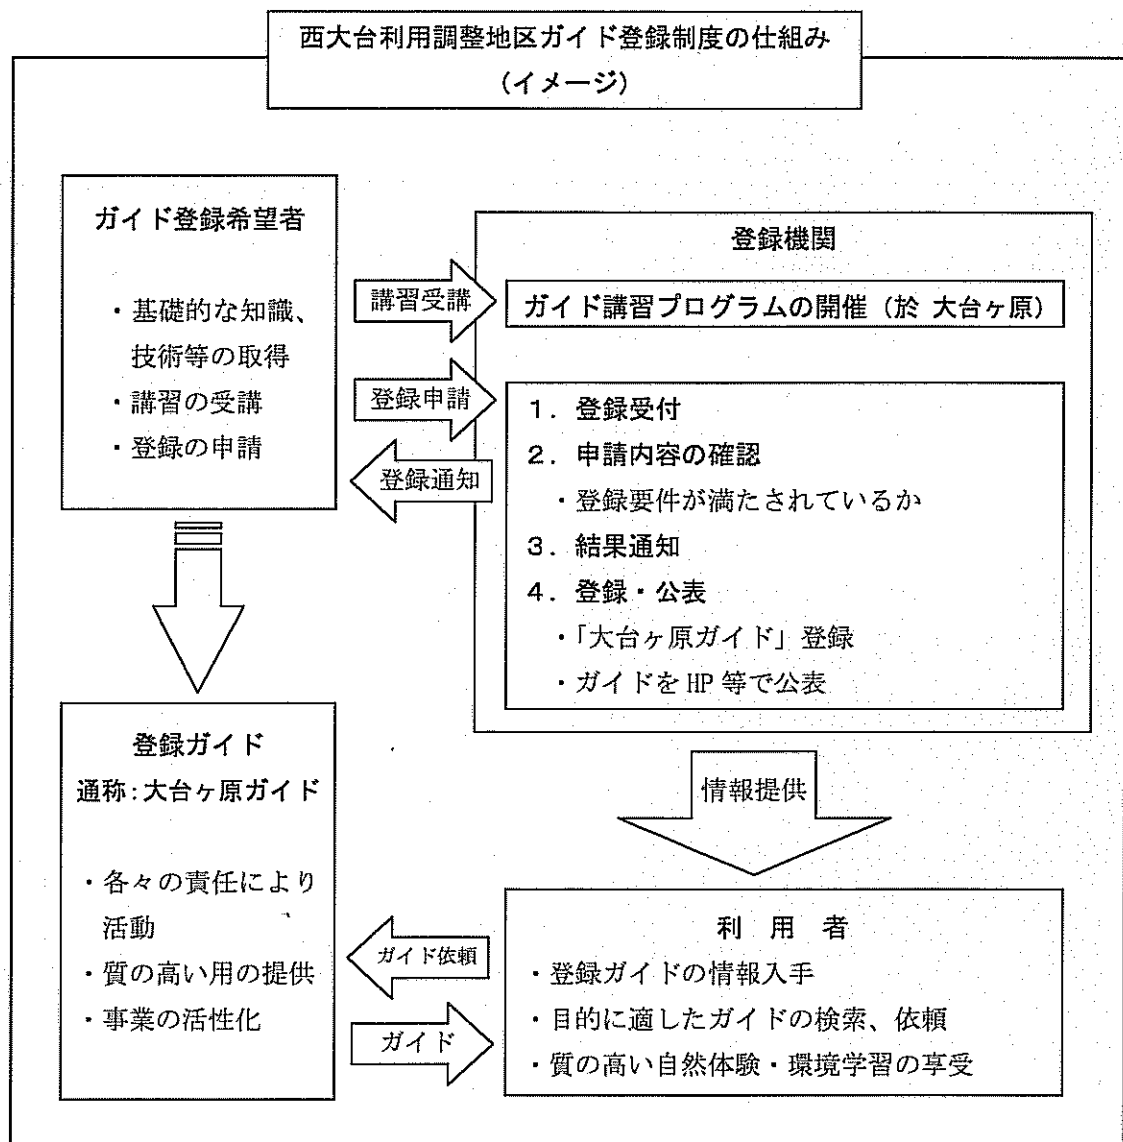 西大台利用調整地区ガイド登録制度の仕組み
(イメージ)
ガイド登録希望者
・基礎的な知識、
技術等の取得
・講習の受講
・登録の申請
講習受講
登録申請
登録通知
登録機関
ガイド講習プログラムの開催(於 大台ヶ原)
1. 登録受付
2. 申請内容の確認
・登録要件が満たされているか
3. 結果通知
4. 登録・公表
・「大台ヶ原ガイド」登録
・ガイドをHP等で公表
情報提供
登録ガイド
通称:大台ヶ原ガイド
・各々の責任により
活動
・質の高い用の提供
・事業の活性化
ガイド依頼
ガイド
利 用 者
・登録ガイドの情報入手
・目的に適したガイドの検索、依頼
・質の高い自然体験・環境学習の享受